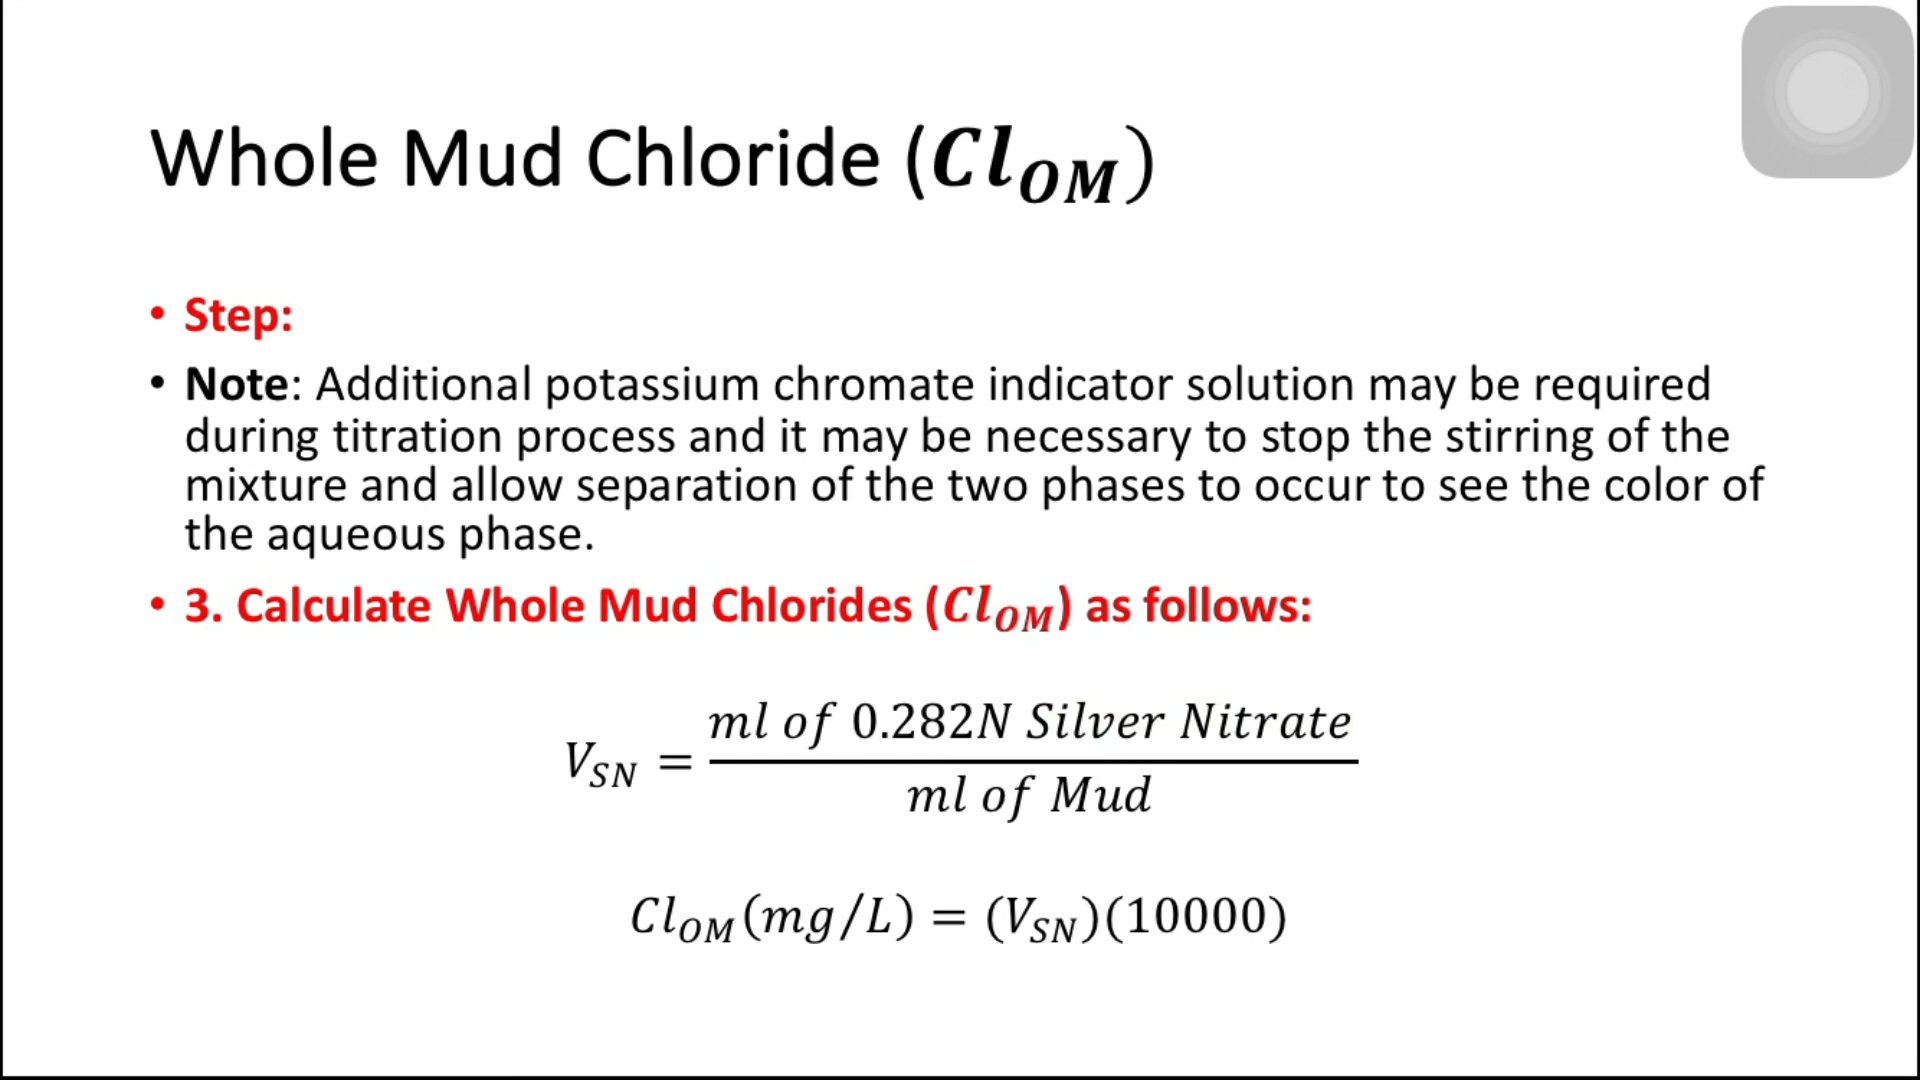 Whole Mud Chloride (Cl_OM)
• Step:
• Note: Additional potassium chromate indicator solution may be required
during titration process and it may be necessary to stop the stirring of the
mixture and allow separation of the two phases to occur to see the color of
the aqueous phase.
• 3. Calculate Whole Mud Chlorides (Cl_OM) as follows:
V_SN = ml of 0.282N Silver Nitrate / ml of Mud
Cl_OM(mg/L) = (V_SN)(10000)